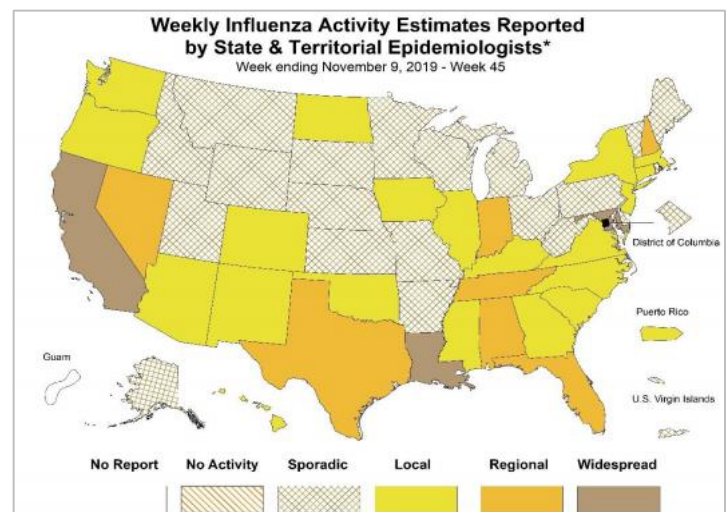 Weekly Influenza Activity Estimates Reported
by State & Territorial Epidemiologists*
Week ending November 9, 2019 - Week 45
District of Columbia
Puerto Rico
Guam
U.S. Virgin Islands
No Report No Activity Sporadic Local Regional Widespread